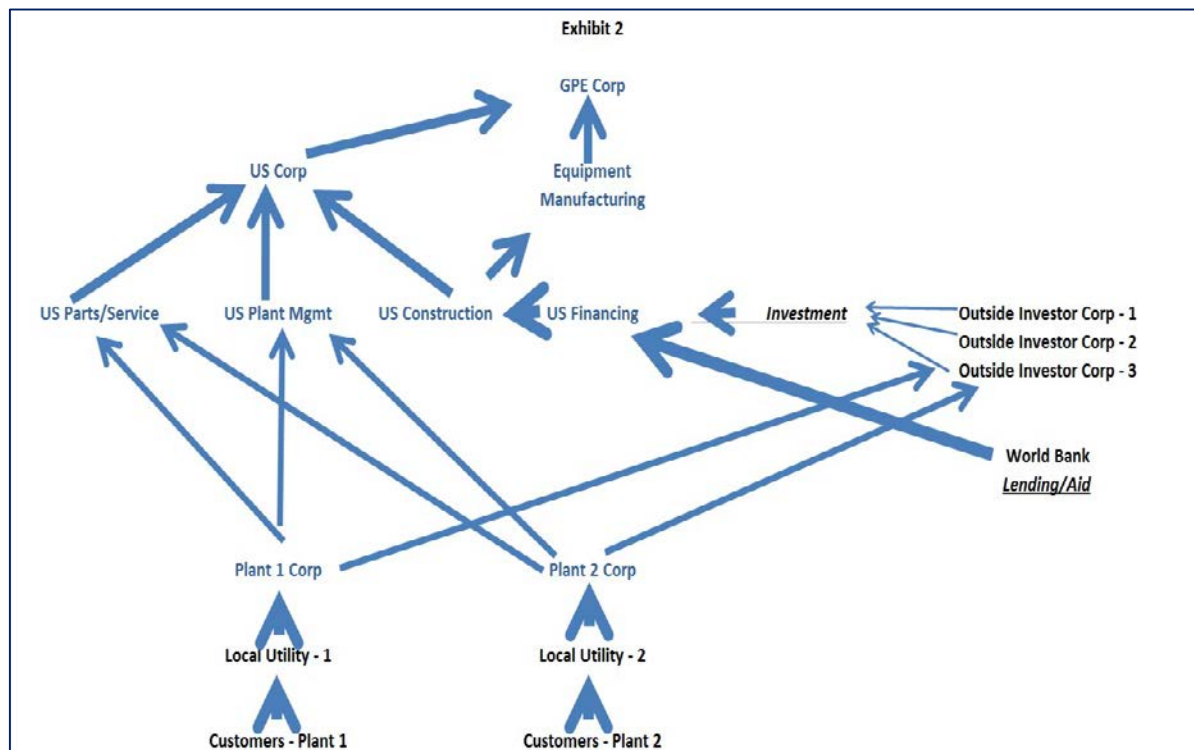 Exhibit 2
GPE Corp
US Corp
Equipment
Manufacturing
US Parts/Service
US Plant Mgmt
US Construction
US Financing
Investment
Outside Investor Corp - 1
Outside Investor Corp - 2
Outside Investor Corp - 3
World Bank
Lending/Aid
Plant 1 Corp
Plant 2 Corp
Local Utility - 1
Local Utility - 2
Customers - Plant 1
Customers - Plant 2